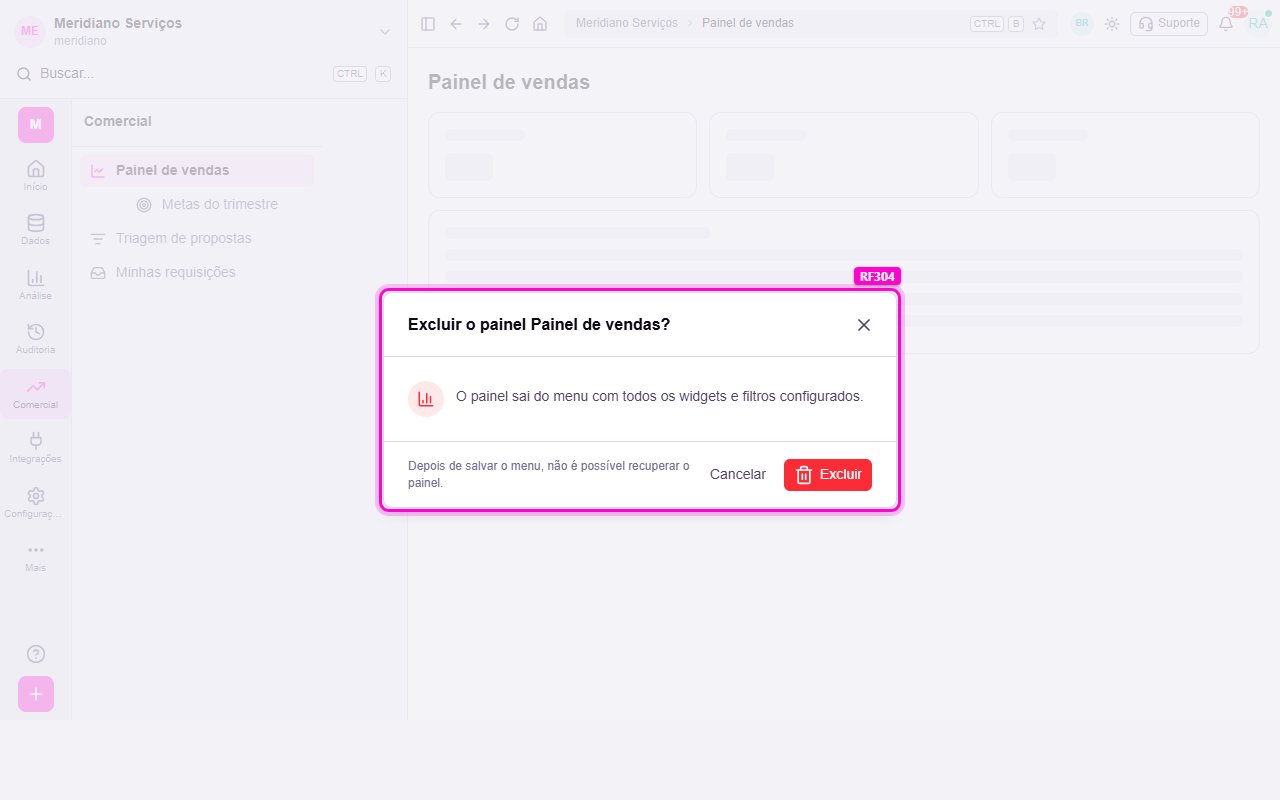 ME
Meridiano Serviços
meridiano
Buscar...
CTRL K
M
Início
Dados
Análise
Auditoria
Comercial
Integrações
Configuraç...
Mais
Comercial
Painel de vendas
Metas do trimestre
Triagem de propostas
Minhas requisições
Meridiano Serviços
Painel de vendas
CTRL B
BR
Suporte
99+
RA
Painel de vendas
RF304
Excluir o painel Painel de vendas?
O painel sai do menu com todos os widgets e filtros configurados.
Depois de salvar o menu, não é possível recuperar o
painel.
Cancelar
Excluir